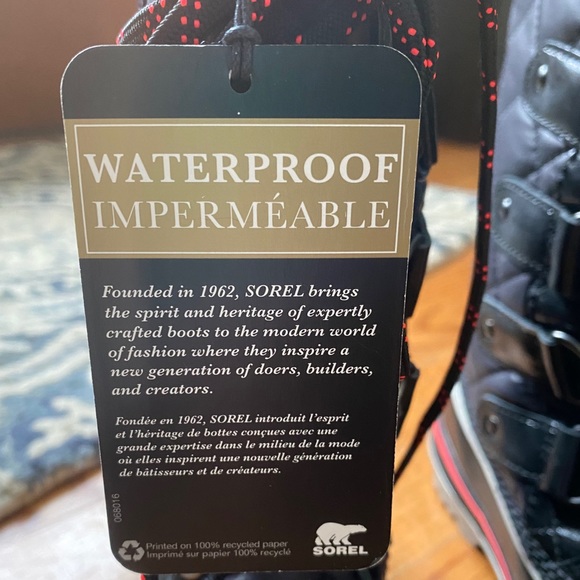 WATERPROOF
IMPERMÉABLE
Founded in 1962, SOREL brings
the spirit and heritage of expertly
crafted boots to the modern world
of fashion where they inspire a
new generation of doers, builders,
and creators.
Fondée en 1962, SOREL introduit l'esprit
et l'héritage de bottes conçues avec une
grande expertise dans le milieu de la mode
où elles inspirent une nouvelle génération
de bâtisseurs et de créateurs.
068016
Printed on 100% recycled paper
Imprimé sur papier 100% recyclé
SOREL